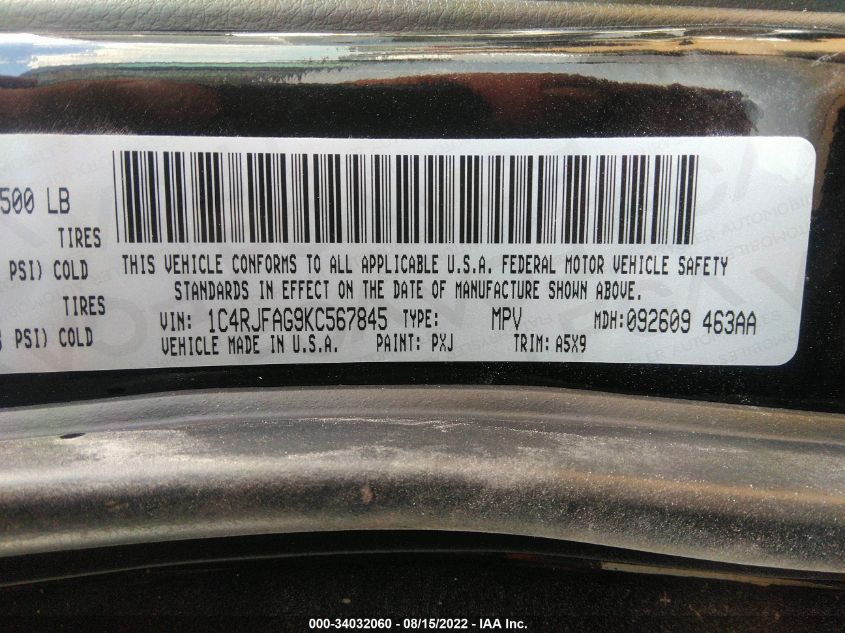 500 LB
TIRES
PSI) COLD
TIRES
PSI) COLD
THIS VEHICLE CONFORMS TO ALL APPLICABLE U.S.A. FEDERAL MOTOR VEHICLE SAFETY
STANDARDS IN EFFECT ON THE DATE OF MANUFACTURE SHOWN ABOVE.
VIN: 1C4RJFAG9KC567845 TYPE: MPV MDH:092609 463AA
VEHICLE MADE IN U.S.A. PAINT: PXJ TRIM: A5X9
000-34032060 - 08/15/2022 - IAA Inc.